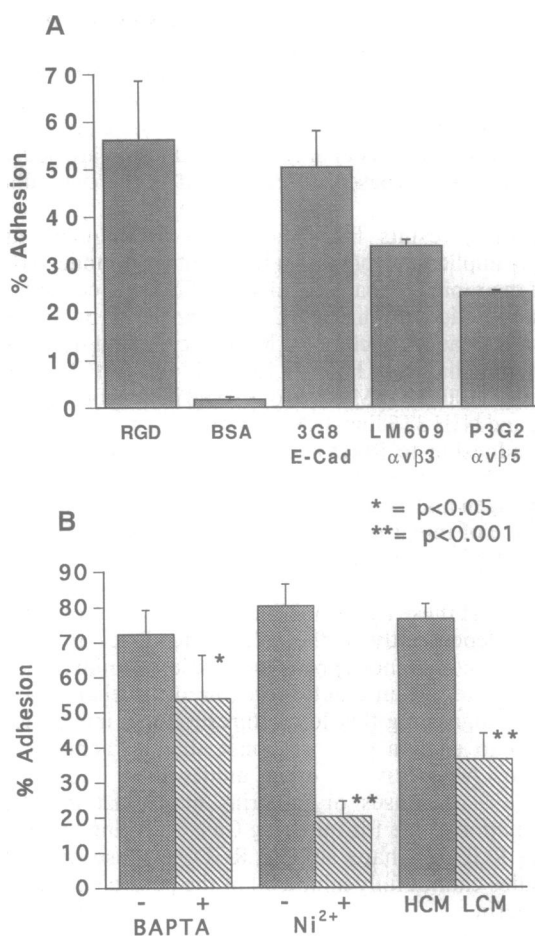 A
70
60
50
40
30
20
10
0
% Adhesion
RGD BSA 3G8 LM609 P3G2
E-Cad αvβ3 αvβ5
* = p<0.05
**= p<0.001
B
90
80
70
60
50
40
30
20
10
0
% Adhesion
*
**
**
- + - + HCM LCM
BAPTA Ni²⁺